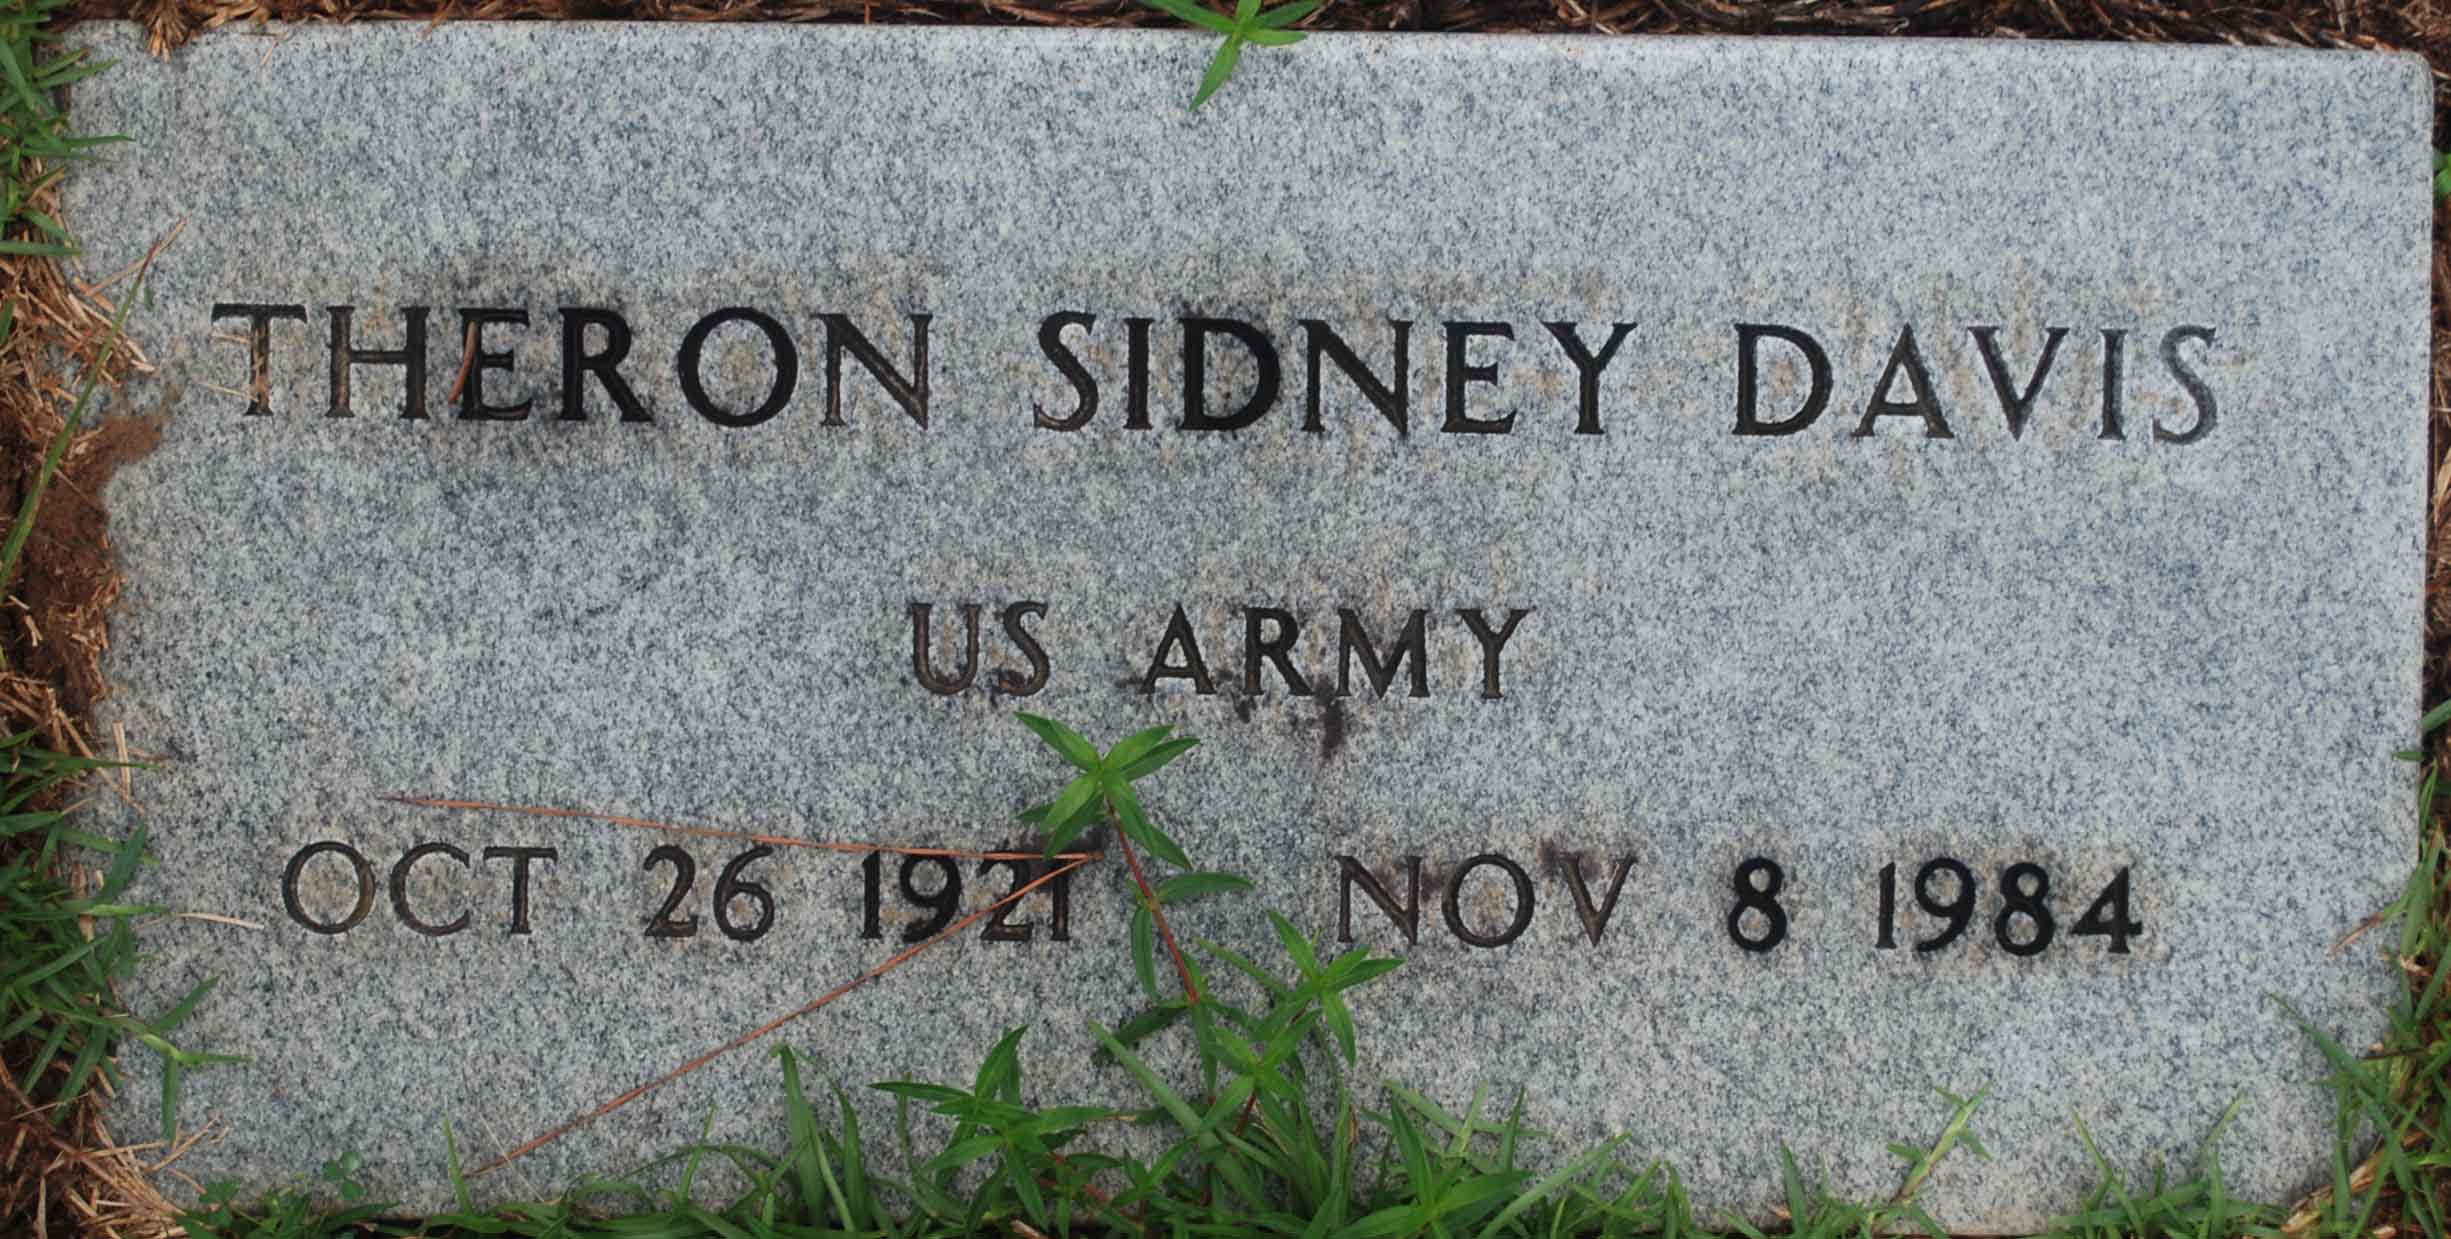 THERON SIDNEY DAVIS
US ARMY
OCT 26 1921 NOV 8 1984